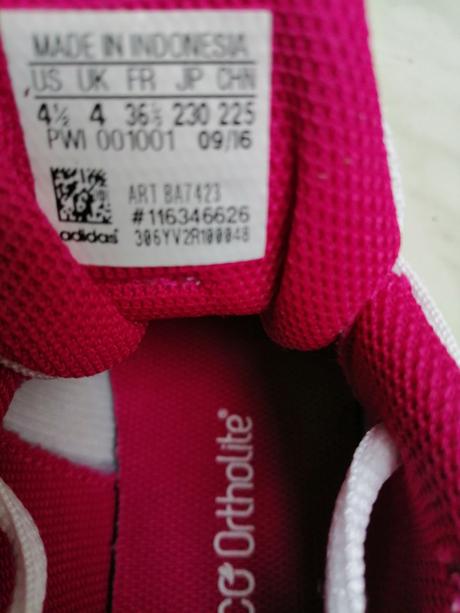 MADE IN INDONESIA
US UK FR JP CHN
4½ 4 36⅔ 230 225
PWI 001001 09/16
ART BA7423
#116346626
adidas 306YV2R100048
Ortholite®